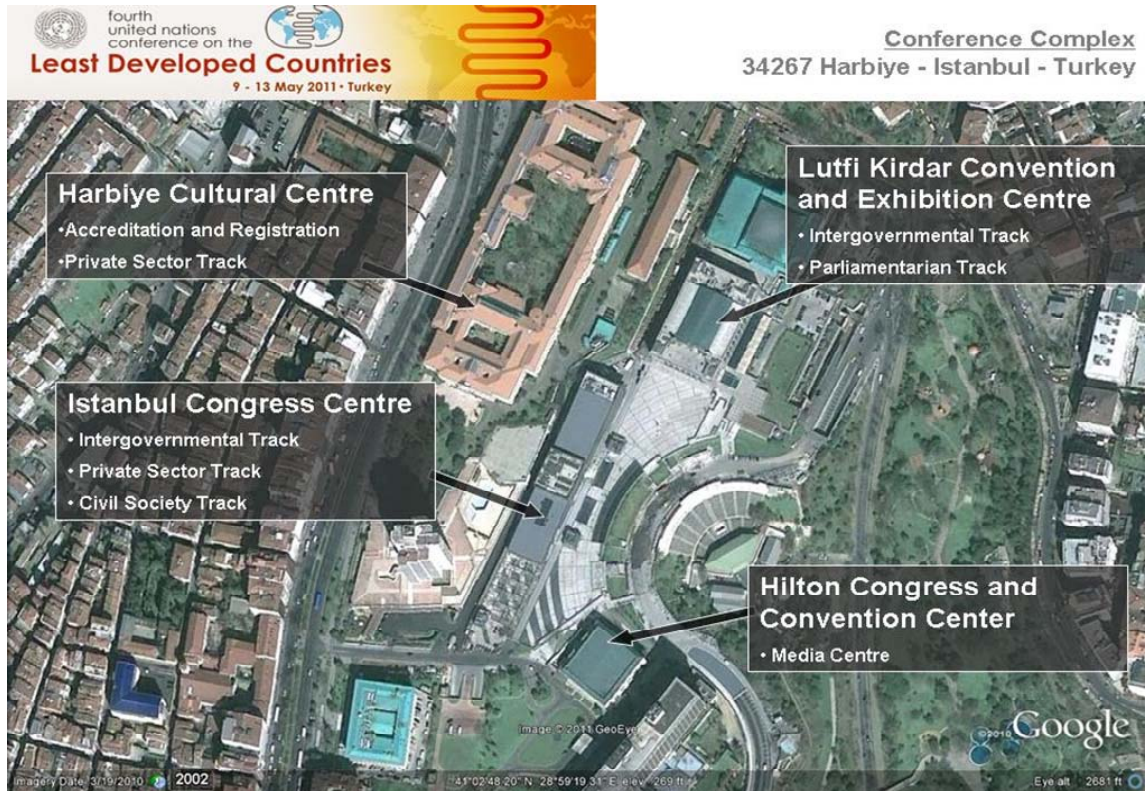 fourth
united nations
conference on the
Least Developed Countries
9 - 13 May 2011 • Turkey
Conference Complex
34267 Harbiye - Istanbul - Turkey
Harbiye Cultural Centre
•Accreditation and Registration
•Private Sector Track
Lutfi Kirdar Convention
and Exhibition Centre
• Intergovernmental Track
• Parliamentarian Track
Istanbul Congress Centre
• Intergovernmental Track
• Private Sector Track
• Civil Society Track
Hilton Congress and
Convention Center
• Media Centre
Image © 2011 GeoEye
©2010 Google
Imagery Date: 3/19/2010
2002
41°02'48.20" N 28°59'19.31" E elev 269 ft
Eye alt 2681 ft